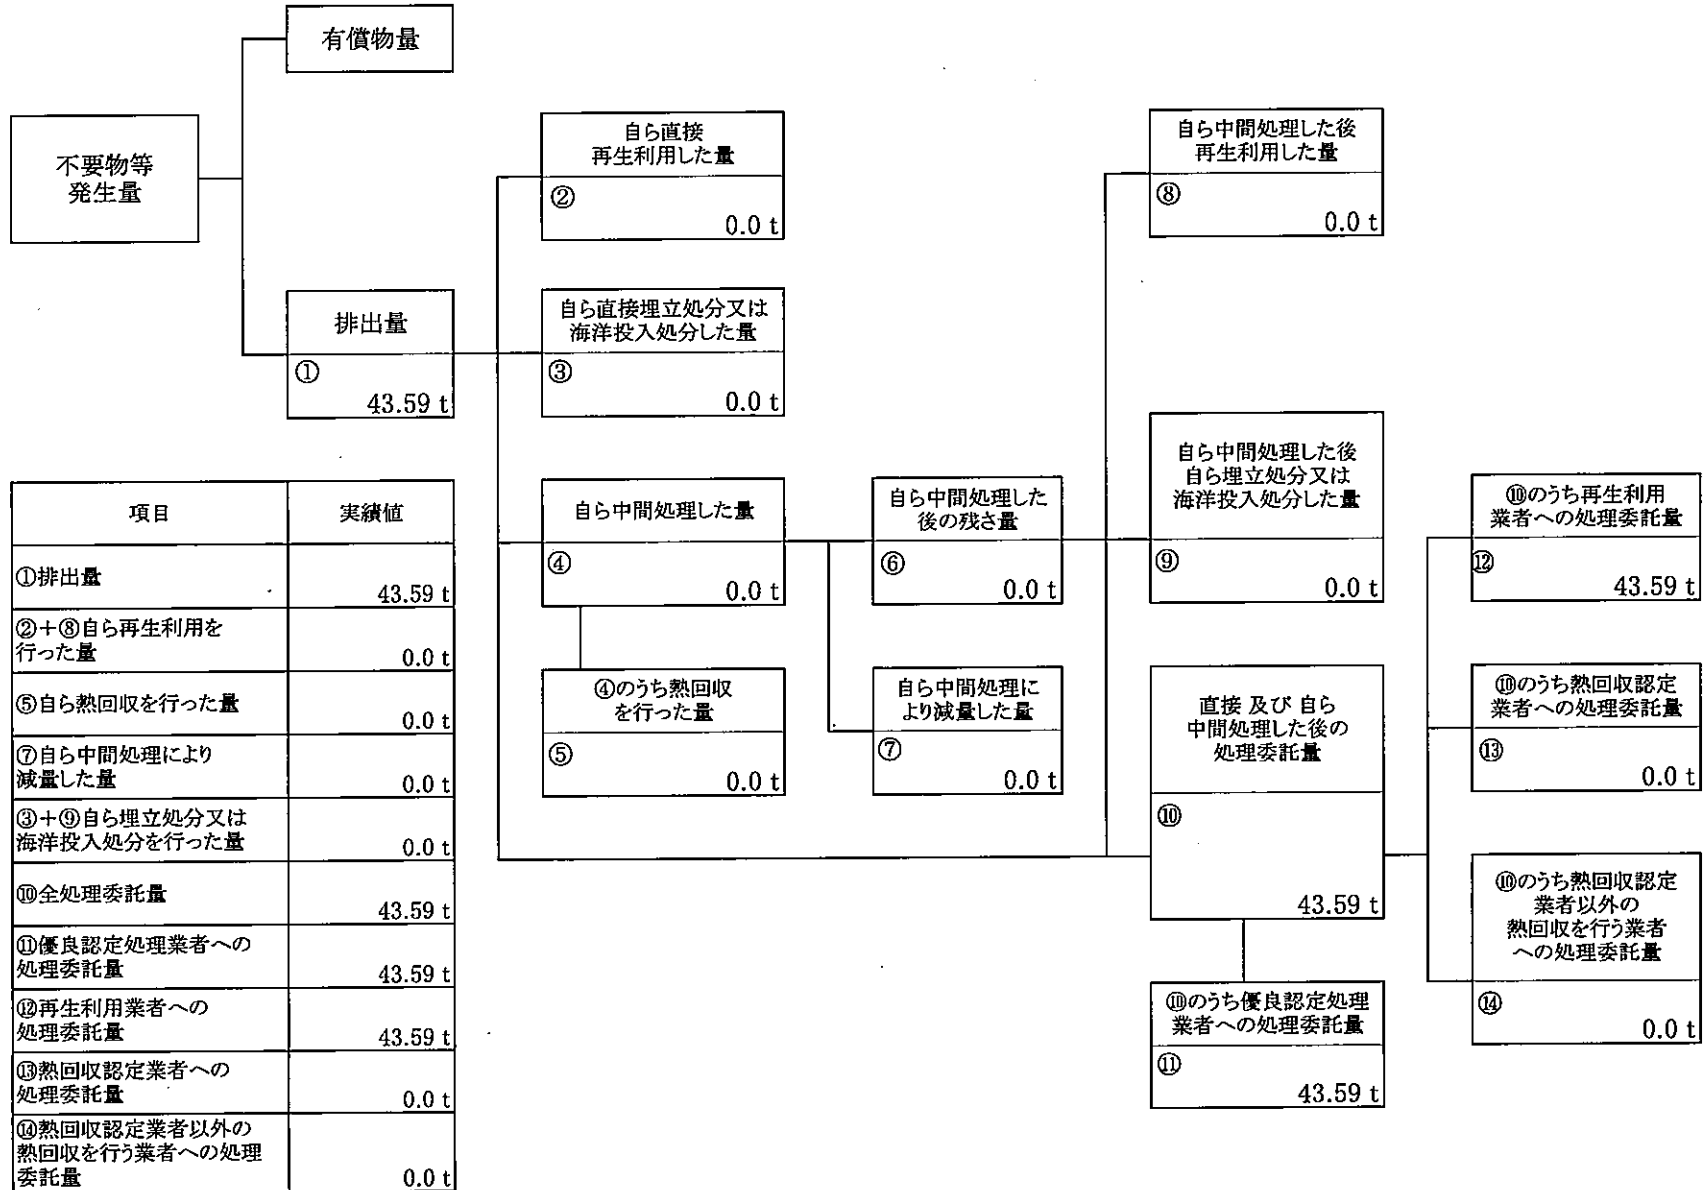 有償物量
不要物等
発生量
排出量
①
43.59 t
自ら直接
再生利用した量
②
0.0 t
自ら直接埋立処分又は
海洋投入処分した量
③
0.0 t
自ら中間処理した量
④
0.0 t
④のうち熱回収
を行った量
⑤
0.0 t
自ら中間処理した
後の残さ量
⑥
0.0 t
自ら中間処理に
より減量した量
⑦
0.0 t
自ら中間処理した後
再生利用した量
⑧
0.0 t
自ら中間処理した後
自ら埋立処分又は
海洋投入処分した量
⑨
0.0 t
直接 及び 自ら
中間処理した後の
処理委託量
⑩
43.59 t
⑩のうち優良認定処理
業者への処理委託量
⑪
43.59 t
⑩のうち再生利用
業者への処理委託量
⑫
43.59 t
⑩のうち熱回収認定
業者への処理委託量
⑬
0.0 t
⑩のうち熱回収認定
業者以外の
熱回収を行う業者
への処理委託量
⑭
0.0 t
項目 実績値
①排出量
43.59 t
②+⑧自ら再生利用を
行った量
0.0 t
⑤自ら熱回収を行った量
0.0 t
⑦自ら中間処理により
減量した量
0.0 t
③+⑨自ら埋立処分又は
海洋投入処分を行った量
0.0 t
⑩全処理委託量
43.59 t
⑪優良認定処理業者への
処理委託量
43.59 t
⑫再生利用業者への
処理委託量
43.59 t
⑬熱回収認定業者への
処理委託量
0.0 t
⑭熱回収認定業者以外の
熱回収を行う業者への処理
委託量
0.0 t